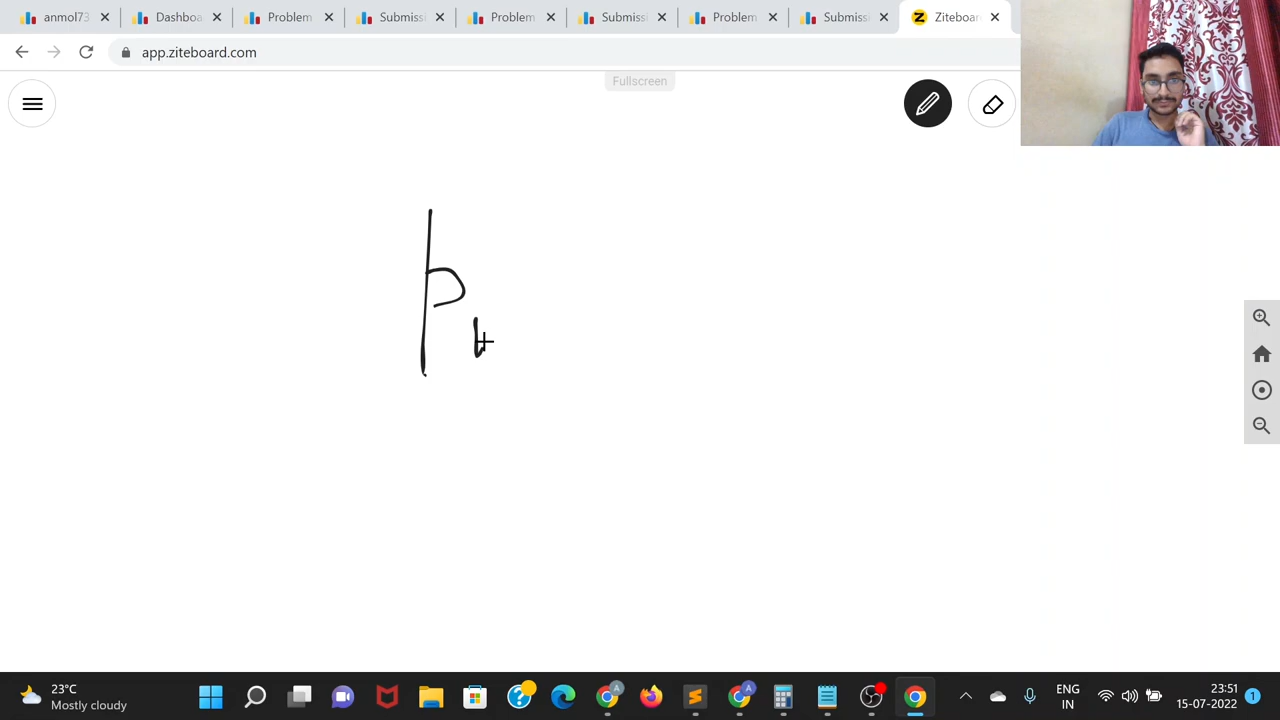 anmol73 Dashboa Problem Submiss Problem Submiss Problem Submiss Ziteboar
app.ziteboard.com
Fullscreen
P
23°C
Mostly cloudy
ENG
IN
23:51
15-07-2022
1